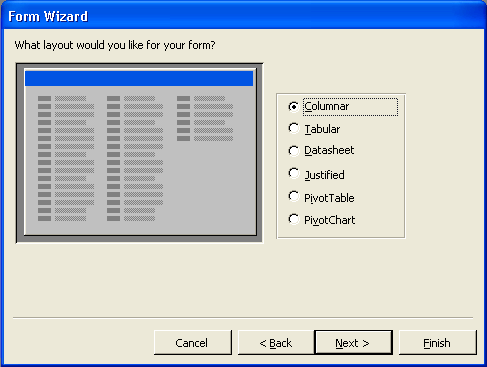 Form Wizard
What layout would you like for your form?
Columnar
Tabular
Datasheet
Justified
PivotTable
PivotChart
Cancel
< Back
Next >
Finish